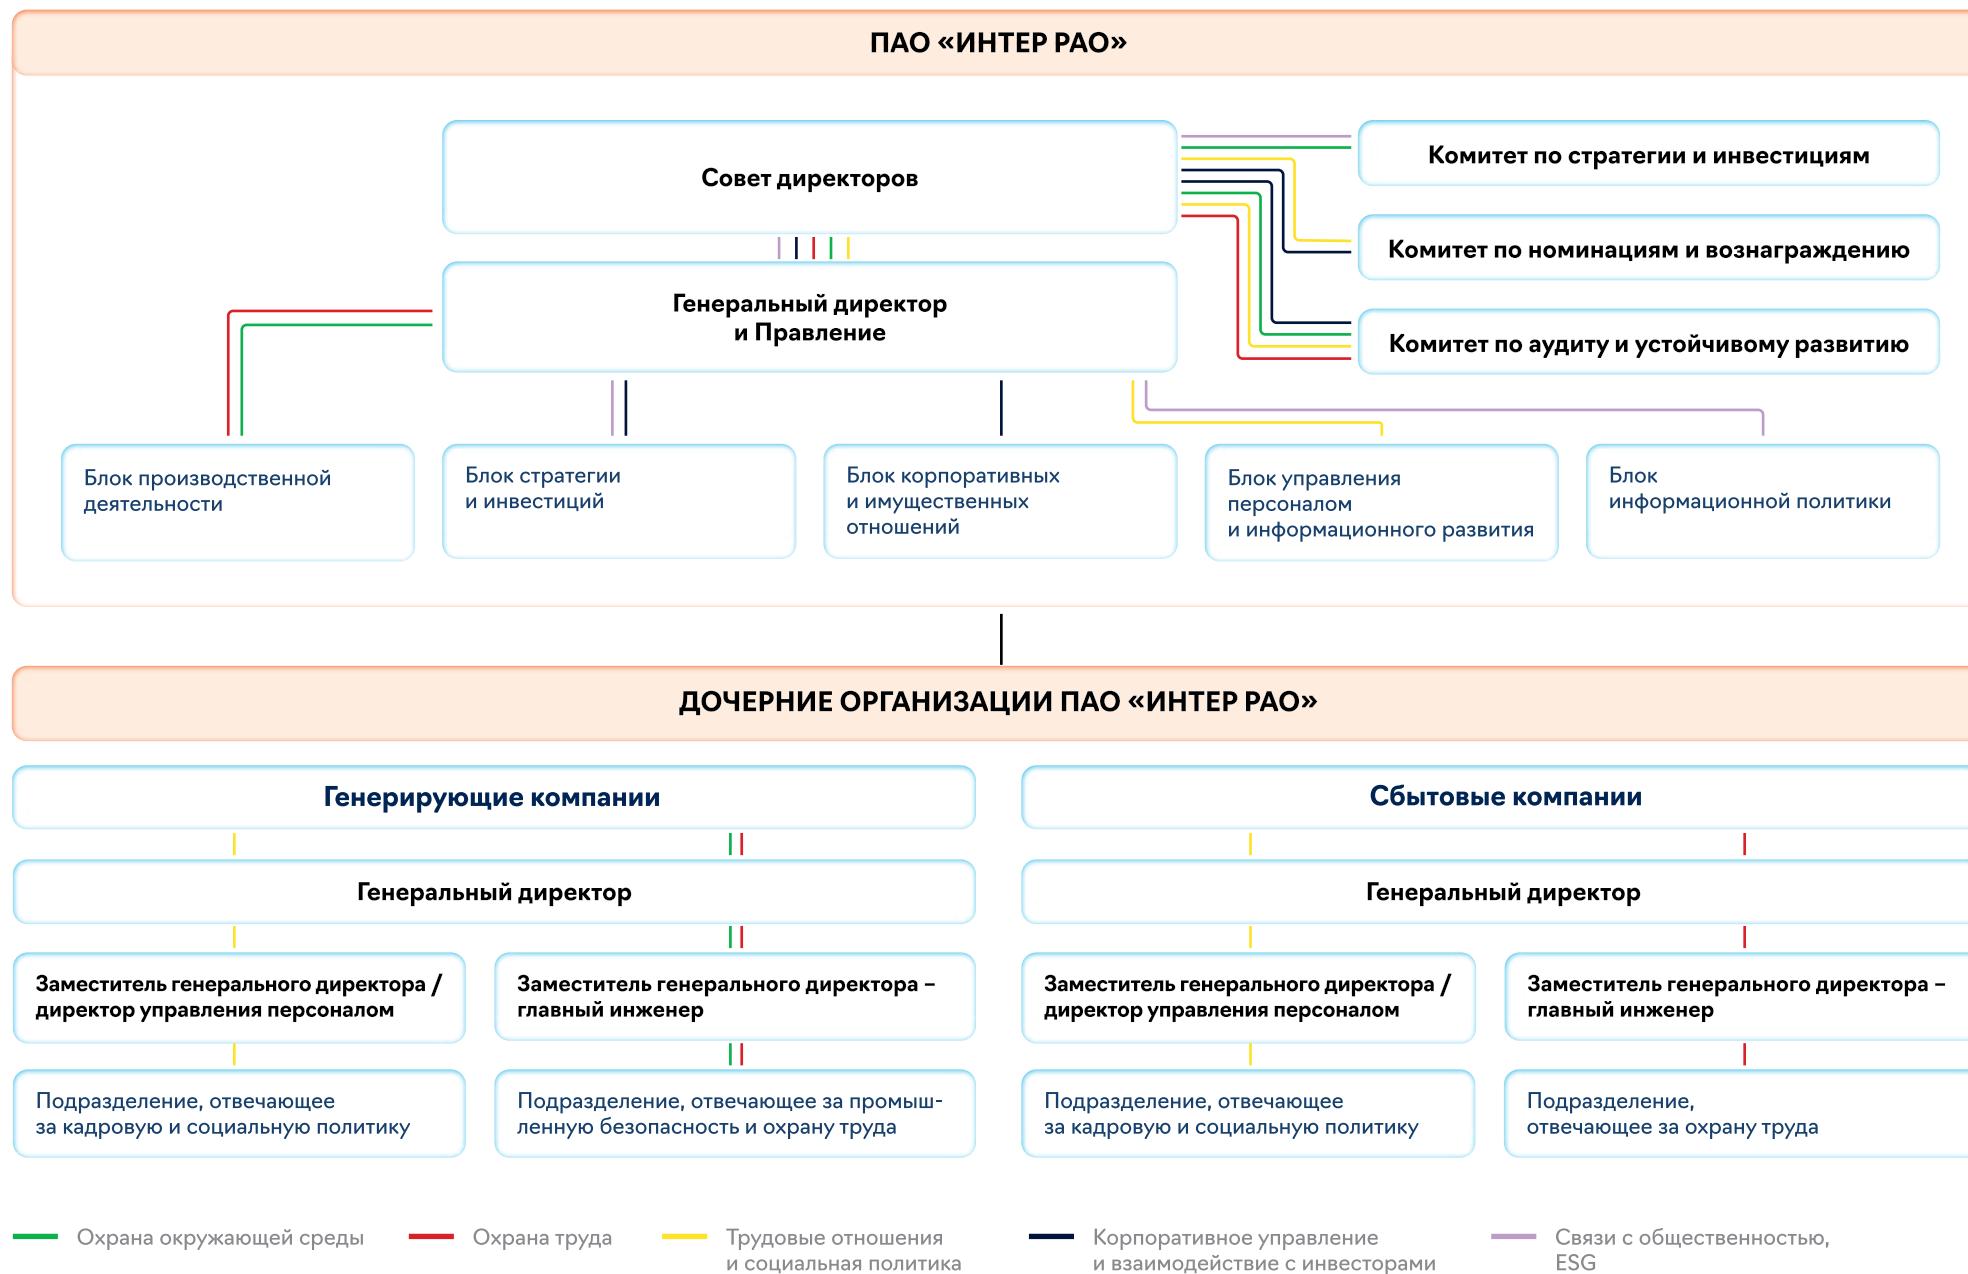 ПАО «ИНТЕР РАО»
Совет директоров
Комитет по стратегии и инвестициям
Комитет по номинациям и вознаграждению
Комитет по аудиту и устойчивому развитию
Генеральный директор
и Правление
Блок производственной
деятельности
Блок стратегии
и инвестиций
Блок корпоративных
и имущественных
отношений
Блок управления
персоналом
и информационного развития
Блок
информационной политики
ДОЧЕРНИЕ ОРГАНИЗАЦИИ ПАО «ИНТЕР РАО»
Генерирующие компании
Генеральный директор
Заместитель генерального директора /
директор управления персоналом
Заместитель генерального директора –
главный инженер
Подразделение, отвечающее
за кадровую и социальную политику
Подразделение, отвечающее за промыш-
ленную безопасность и охрану труда
Сбытовые компании
Генеральный директор
Заместитель генерального директора /
директор управления персоналом
Заместитель генерального директора –
главный инженер
Подразделение, отвечающее
за кадровую и социальную политику
Подразделение,
отвечающее за охрану труда
Охрана окружающей среды
Охрана труда
Трудовые отношения
и социальная политика
Корпоративное управление
и взаимодействие с инвесторами
Связи с общественностью,
ESG